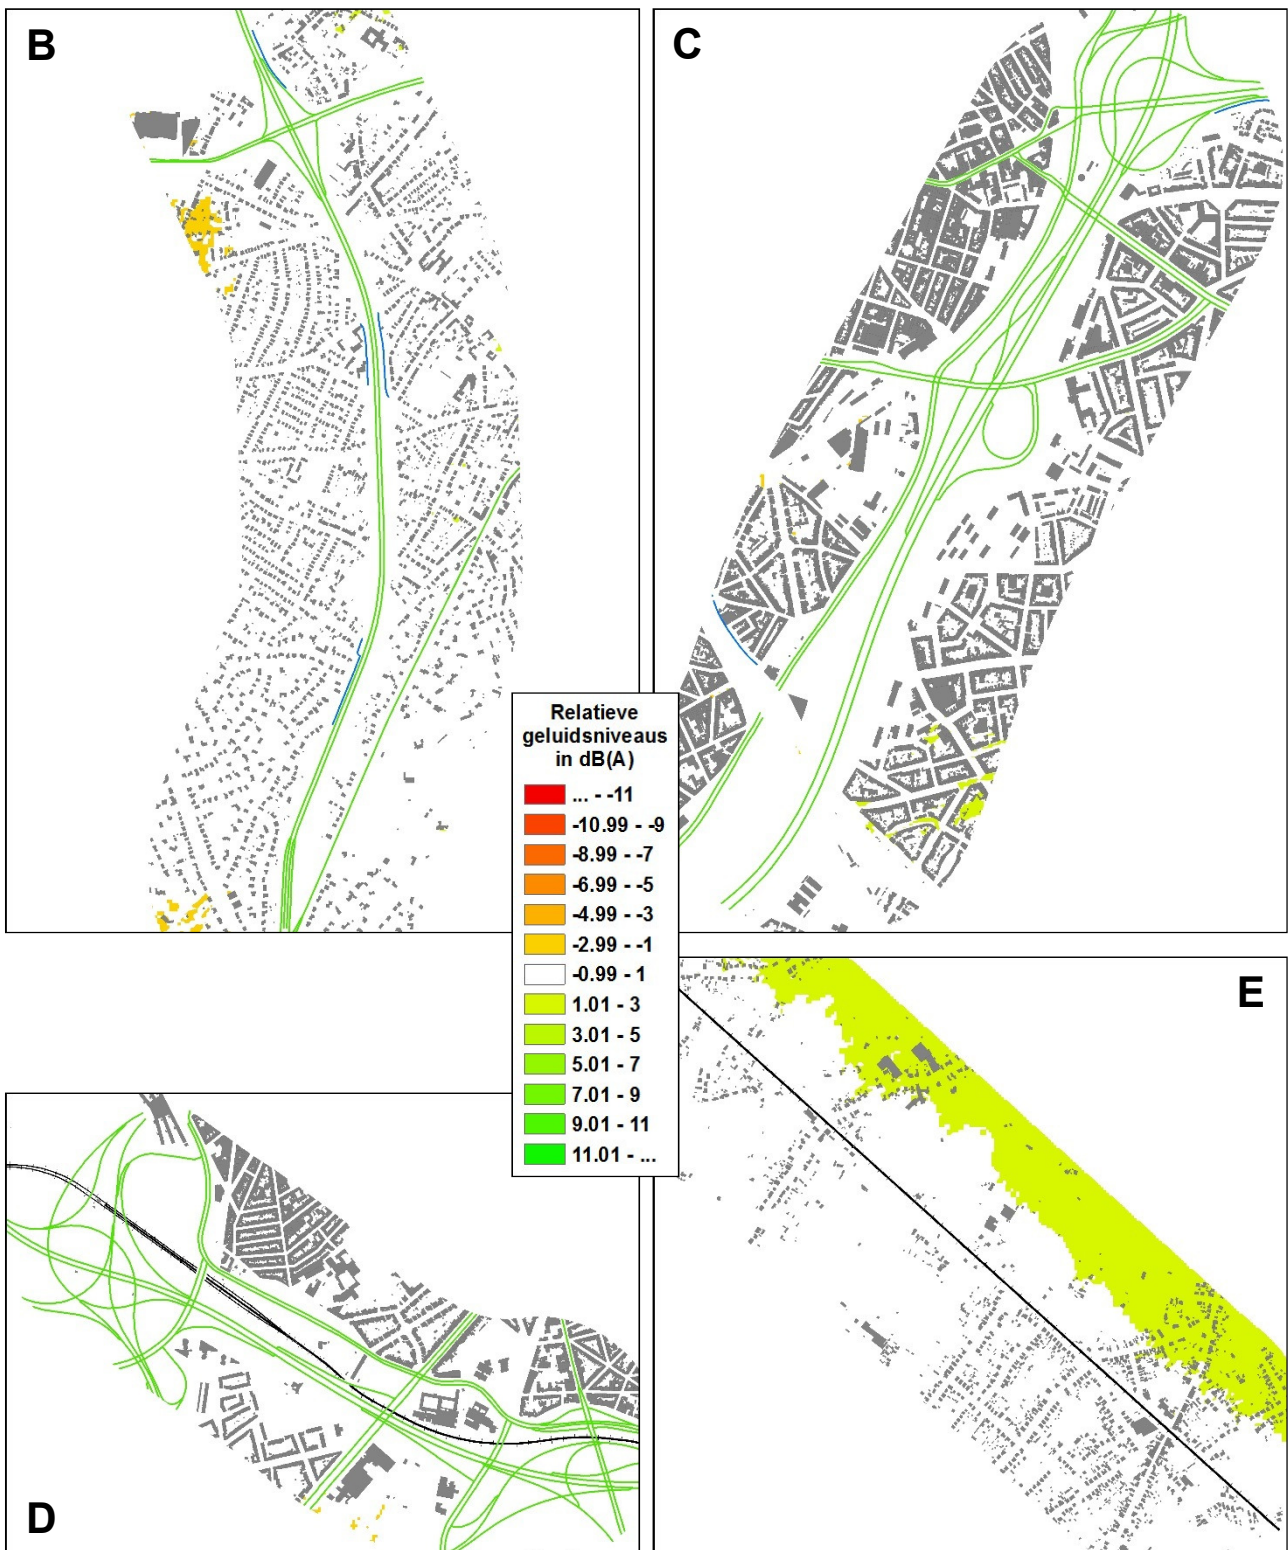 B
C
Relatieve
geluidsniveaus
in dB(A)
... - -11
-10.99 - -9
-8.99 - -7
-6.99 - -5
-4.99 - -3
-2.99 - -1
-0.99 - 1
1.01 - 3
3.01 - 5
5.01 - 7
7.01 - 9
9.01 - 11
11.01 - ...
E
D